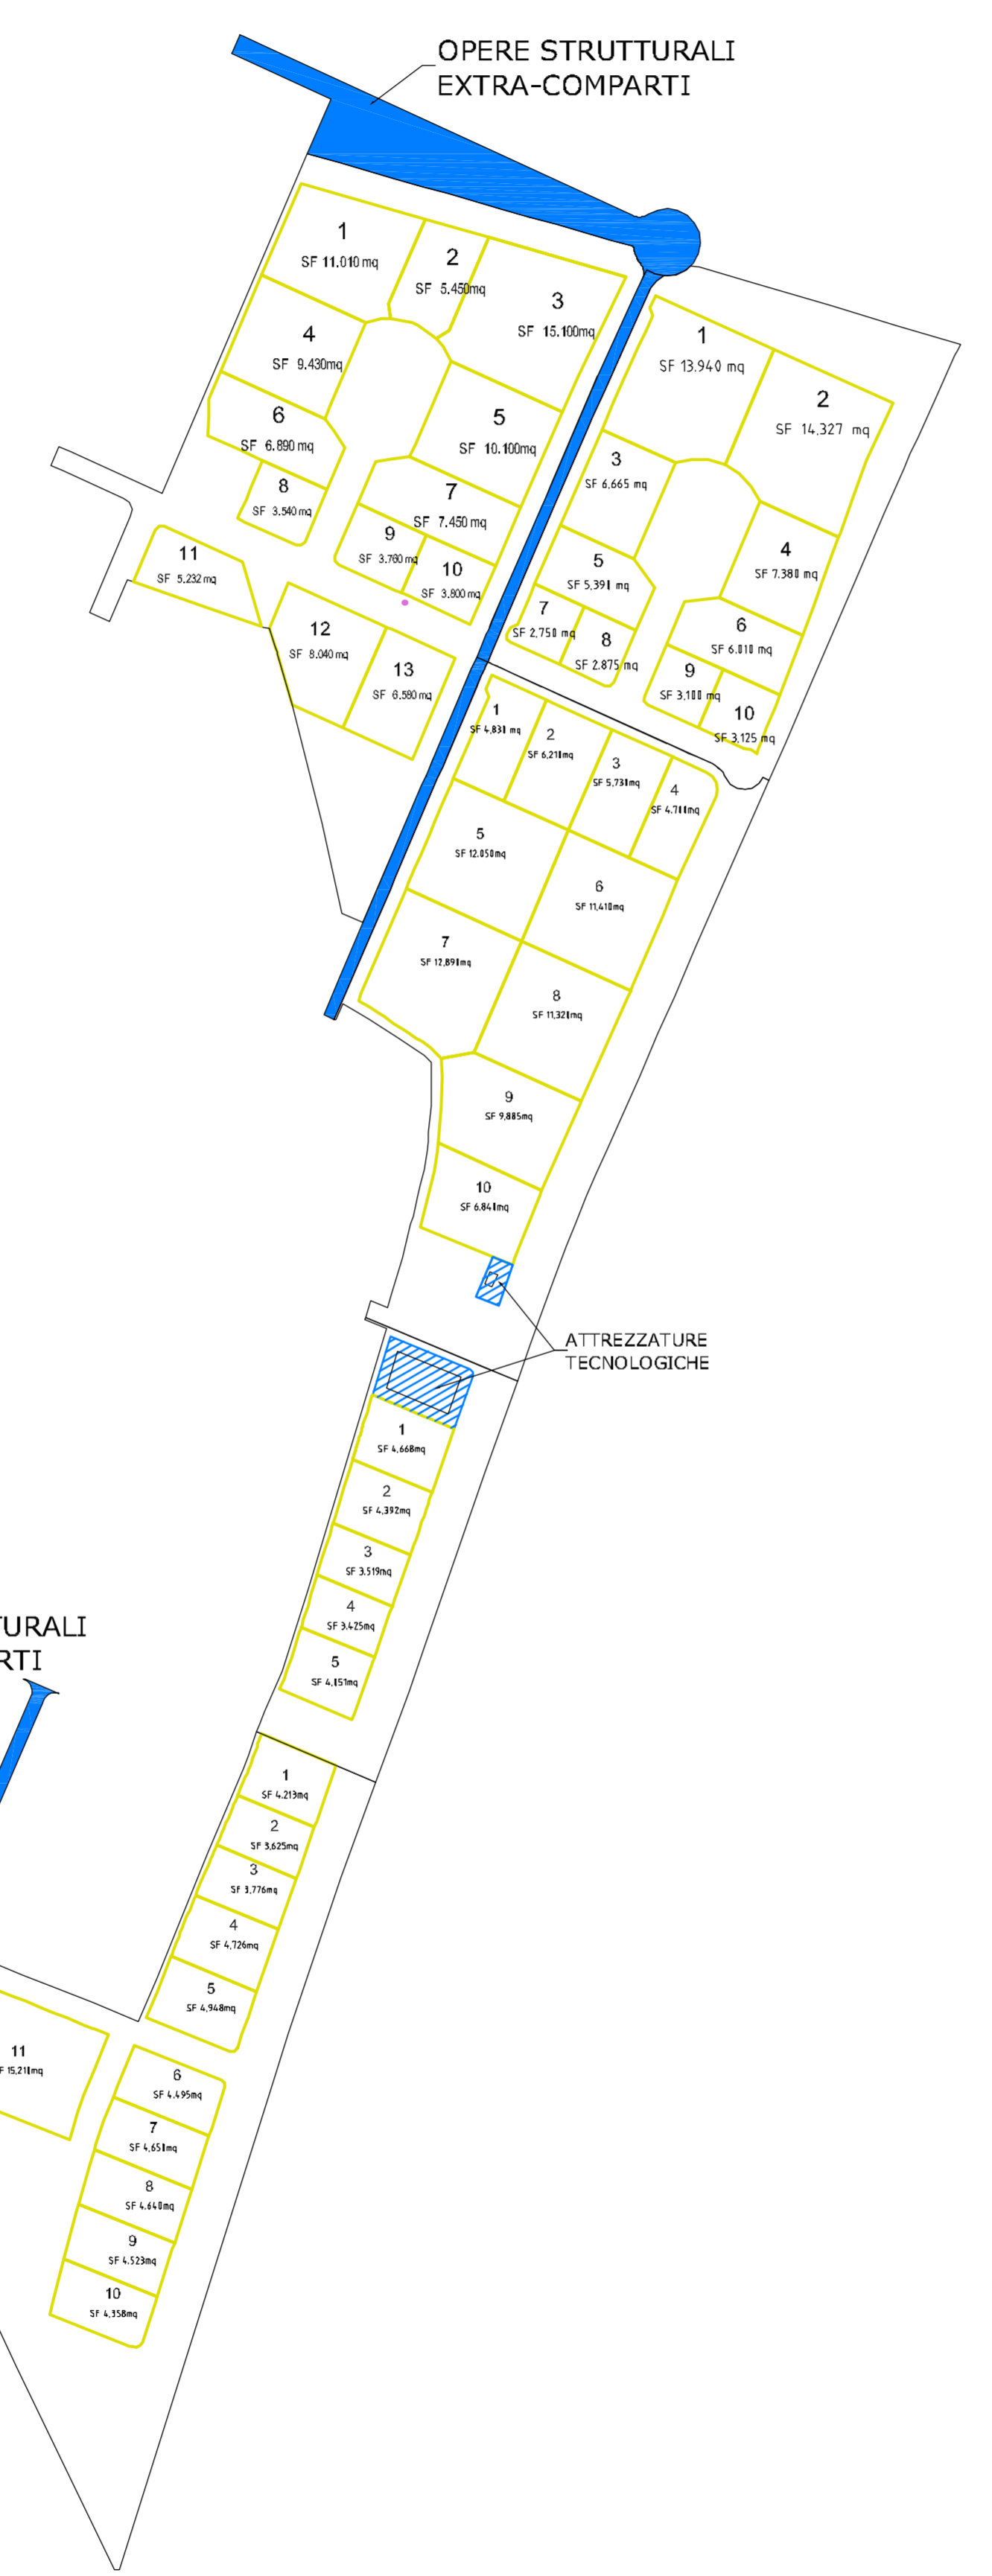 OPERE STRUTTURALI
EXTRA-COMPARTI
1
SF 11.010 mq
2
SF 5.450mq
3
SF 15.100mq
4
SF 9.430mq
5
SF 10.100mq
6
SF 6.890 mq
7
SF 7.450 mq
8
SF 3.540 mq
9
SF 3.760 mq
10
SF 3.800 mq
11
SF 5.232 mq
12
SF 8.040 mq
13
SF 6.580 mq
1
SF 13.940 mq
2
SF 14.327 mq
3
SF 6.665 mq
4
SF 7.380 mq
5
SF 5.391 mq
6
SF 6.010 mq
7
SF 2.750 mq
8
SF 2.875 mq
9
SF 3.100 mq
10
SF 3.125 mq
1
SF 4.831 mq
2
SF 6.210mq
3
SF 5.731mq
4
SF 4.711mq
5
SF 12.050mq
6
SF 11.410mq
7
SF 12.891mq
8
SF 11.321mq
9
SF 9.885mq
10
SF 6.841mq
ATTREZZATURE
TECNOLOGICHE
1
SF 4.668mq
2
SF 4.392mq
3
SF 3.519mq
4
SF 3.425mq
5
SF 4.151mq
TURALI
RTI
1
SF 4.213mq
2
SF 3.625mq
3
SF 3.776mq
4
SF 4.726mq
5
SF 4.948mq
11
F 15.211mq
6
SF 4.495mq
7
SF 4.651mq
8
SF 4.640mq
9
SF 4.523mq
10
SF 4.358mq